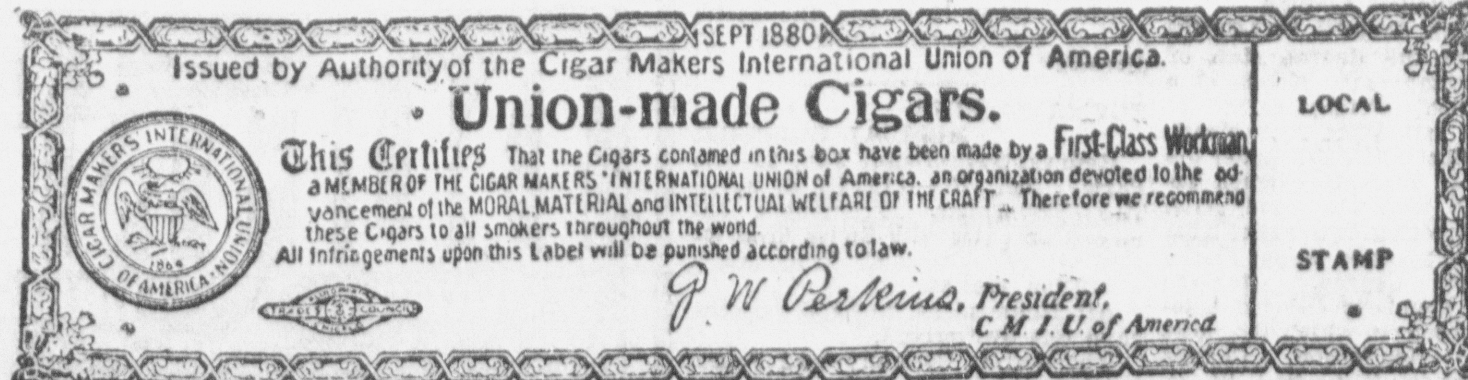 SEPT 1880
Issued by Authority of the Cigar Makers International Union of America.
Union-made Cigars.
This Certifies That the Cigars contained in this box have been made by a First-Class Workman,
a MEMBER OF THE CIGAR MAKERS' INTERNATIONAL UNION of America, an organization devoted to the ad-
vancement of the MORAL MATERIAL and INTELLECTUAL WELFARE OF THE CRAFT. Therefore we recommend
these Cigars to all smokers throughout the world.
All Infringements upon this Label will be punished according to law.
G. W. Perkins, President,
C. M. I. U. of America
LOCAL
STAMP
CIGAR MAKERS INTERNATIONAL UNION
OF AMERICA
1864
TRADES COUNCIL